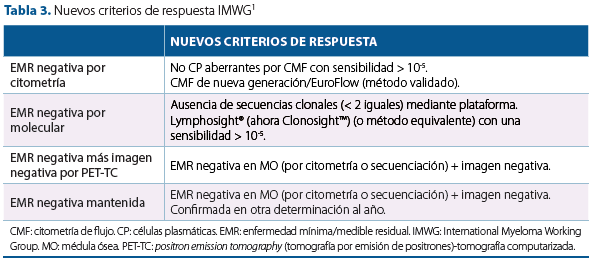 Tabla 3. Nuevos criterios de respuesta IMWG1
NUEVOS CRITERIOS DE RESPUESTA
EMR negativa por
citometría
No CP aberrantes por CMF con sensibilidad > 10-5.
CMF de nueva generación/EuroFlow (método validado).
EMR negativa por
molecular
Ausencia de secuencias clonales (< 2 iguales) mediante plataforma.
Lymphosight® (ahora Clonosight™) (o método equivalente) con una
sensibilidad > 10-5.
EMR negativa más imagen
negativa por PET-TC
EMR negativa en MO (por citometría o secuenciación) + imagen negativa.
EMR negativa mantenida
EMR negativa en MO (por citometría o secuenciación) + imagen negativa.
Confirmada en otra determinación al año.
CMF: citometría de flujo. CP: células plasmáticas. EMR: enfermedad mínima/medible residual. IMWG: International Myeloma Working
Group. MO: médula ósea. PET-TC: positron emission tomography (tomografía por emisión de positrones)-tomografía computarizada.